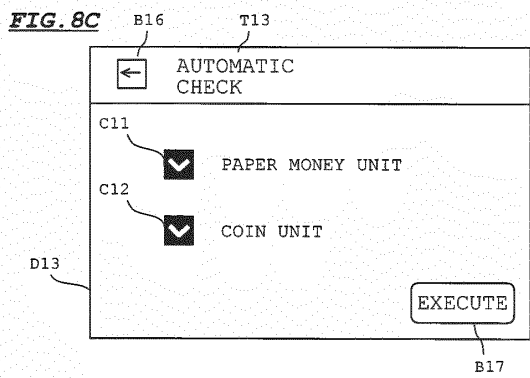 FIG. 8C
B16
T13
AUTOMATIC
CHECK
C11
PAPER MONEY UNIT
C12
COIN UNIT
D13
EXECUTE
B17